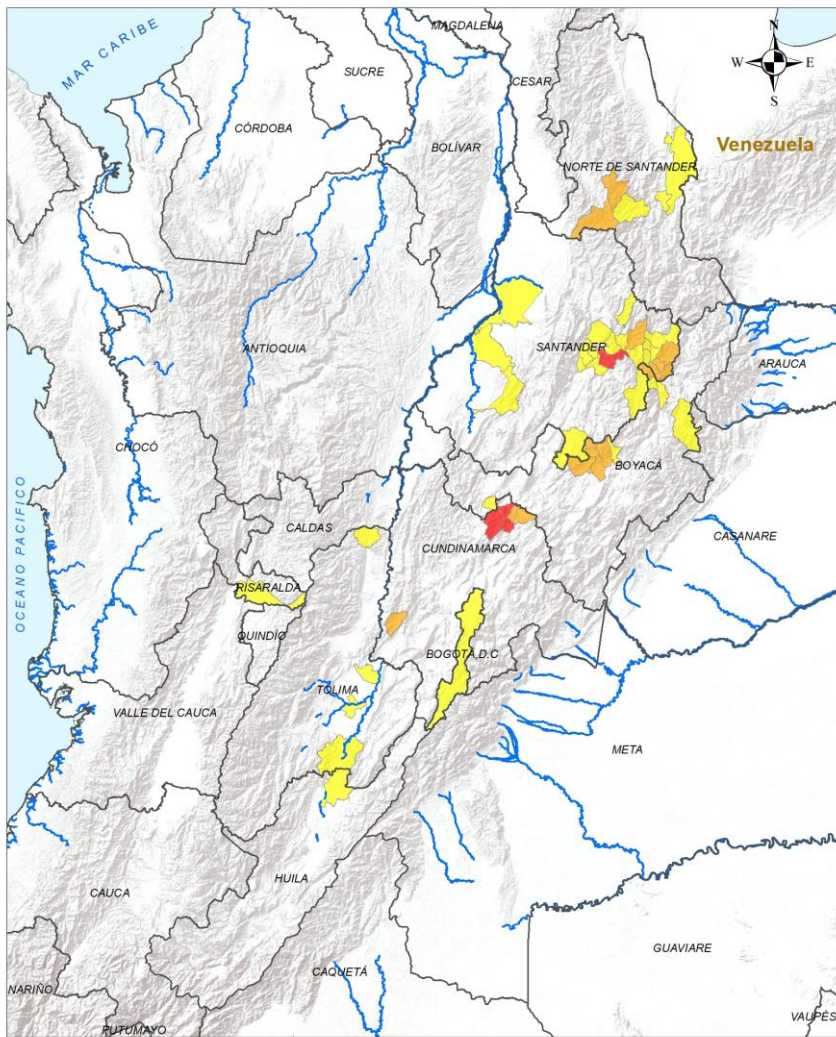 MAGDALENA
N
MAR CARIBE
SUCRE
CESAR
W
E
S
CÓRDOBA
BOLÍVAR
Venezuela
NORTE DE SANTANDER
ANTIOQUIA
SANTANDER
ARAUCA
CHOCÓ
BOYACÁ
CALDAS
CUNDINAMARCA
CASANARE
OCEANO PACIFICO
RISARALDA
QUINDÍO
BOGOTÁ, D.C
TOLIMA
VALLE DEL CAUCA
META
HUILA
CAUCA
GUAVIARE
CAQUETÁ
NARIÑO
VAUPÉS
PUTUMAYO